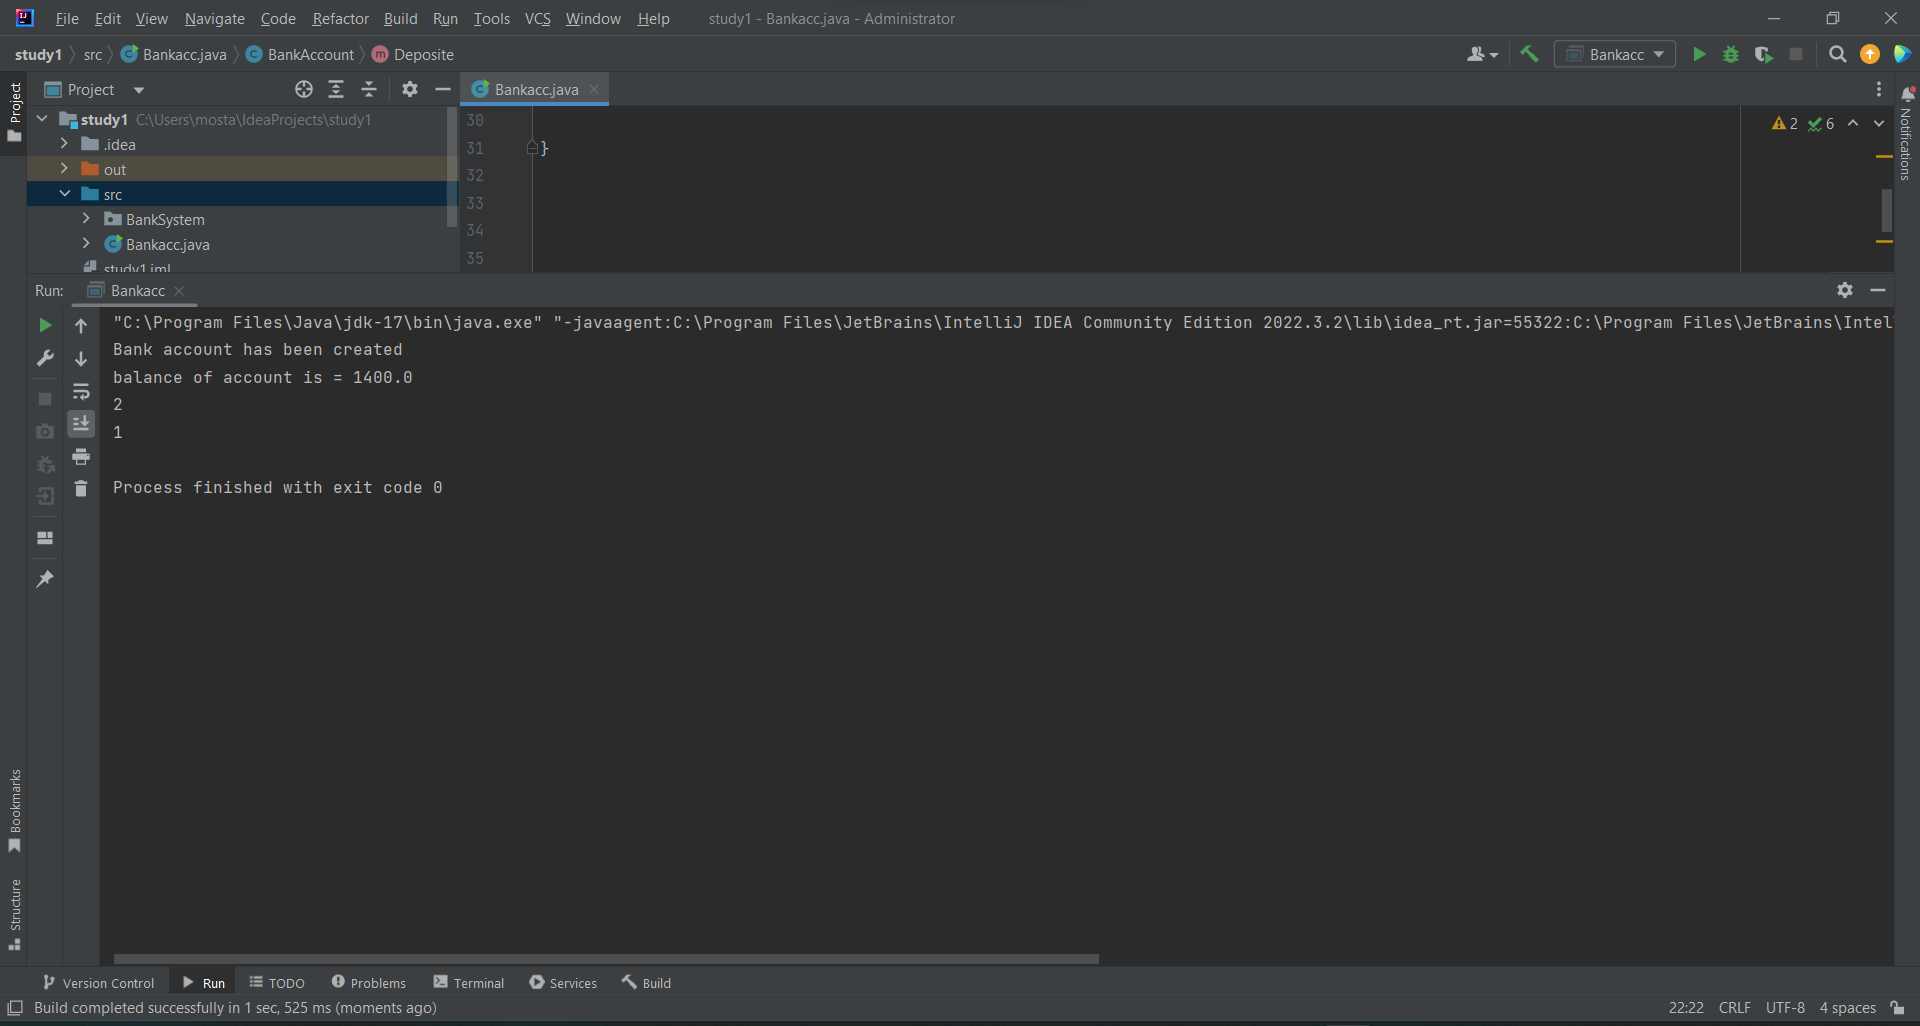 File Edit View Navigate Code Refactor Build Run Tools VCS Window Help study1 - Bankacc.java - Administrator
study1 src Bankacc.java BankAccount Deposite Bankacc
Project
Project
Bankacc.java
study1 C:\Users\mosta\IdeaProjects\study1
.idea
out
src
BankSystem
Bankacc.java
study1.iml
30
31 }
32
33
34
35
2 6
Notifications
Run: Bankacc
"C:\Program Files\Java\jdk-17\bin\java.exe" "-javaagent:C:\Program Files\JetBrains\IntelliJ IDEA Community Edition 2022.3.2\lib\idea_rt.jar=55322:C:\Program Files\JetBrains\Intel
Bank account has been created
balance of account is = 1400.0
2
1
Process finished with exit code 0
Bookmarks
Structure
Version Control Run TODO Problems Terminal Services Build
Build completed successfully in 1 sec, 525 ms (moments ago) 22:22 CRLF UTF-8 4 spaces